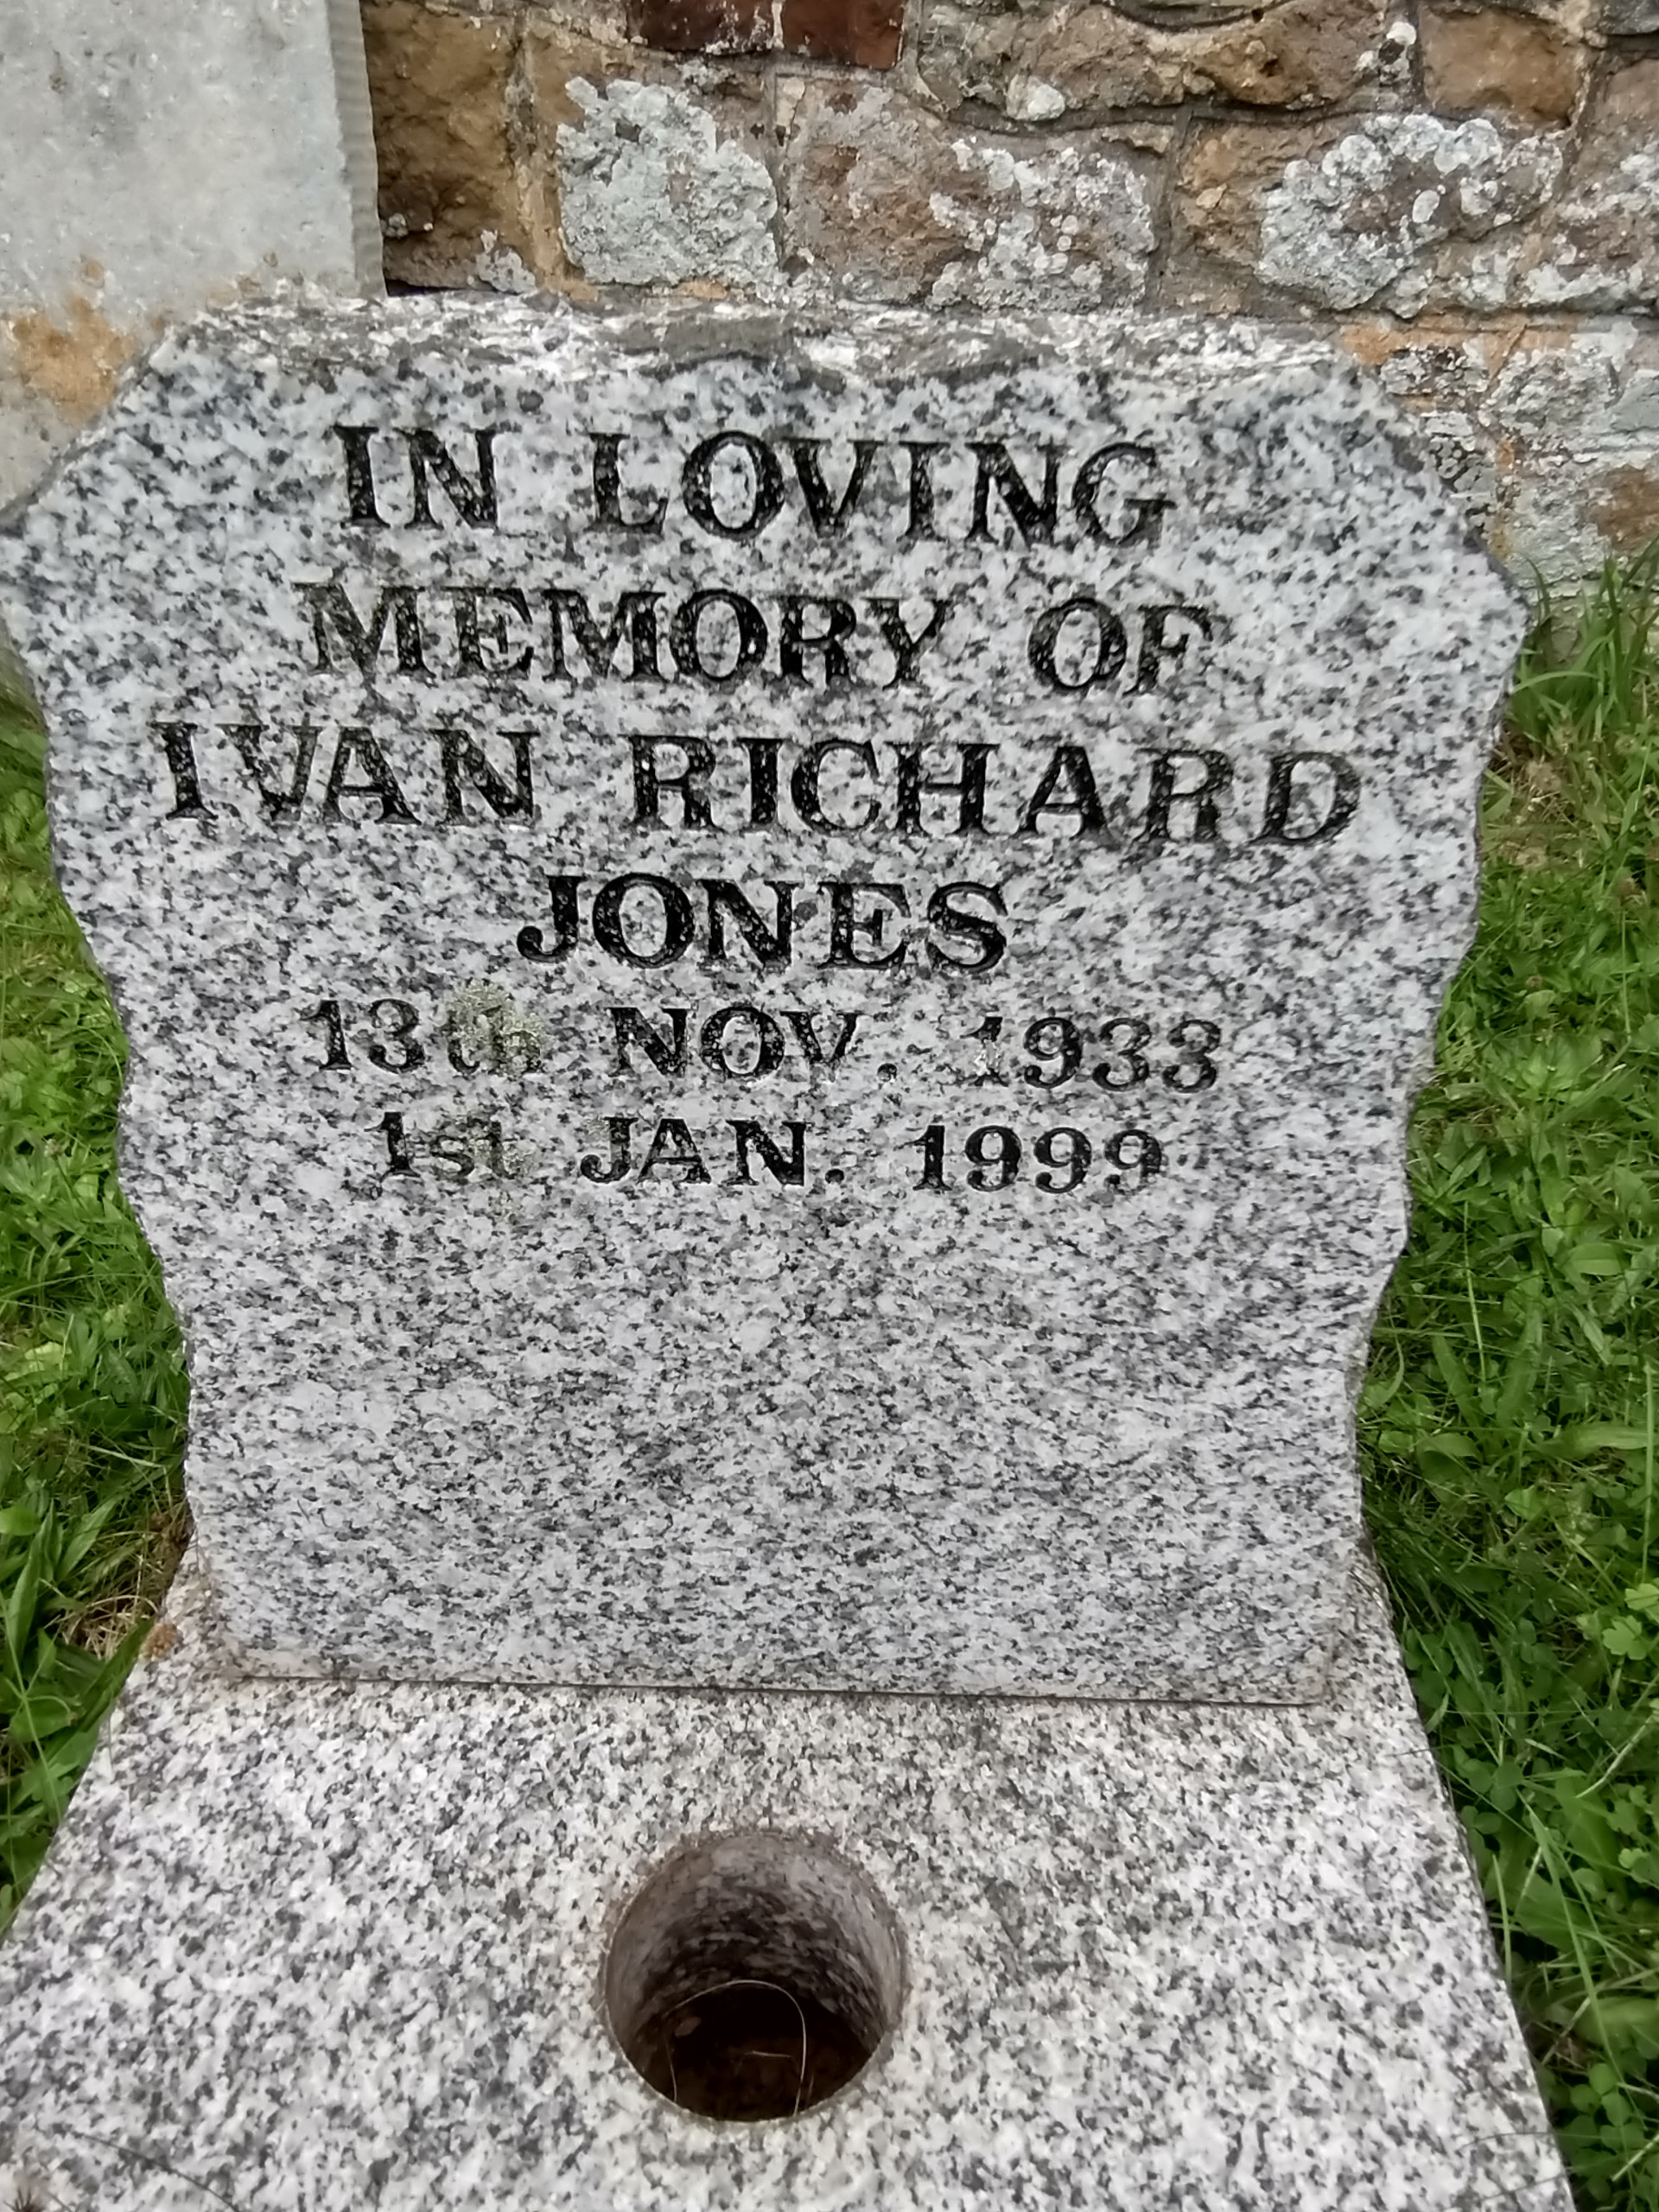 IN LOVING
MEMORY OF
IVAN RICHARD
JONES
13th NOV. 1933
1st JAN. 1999